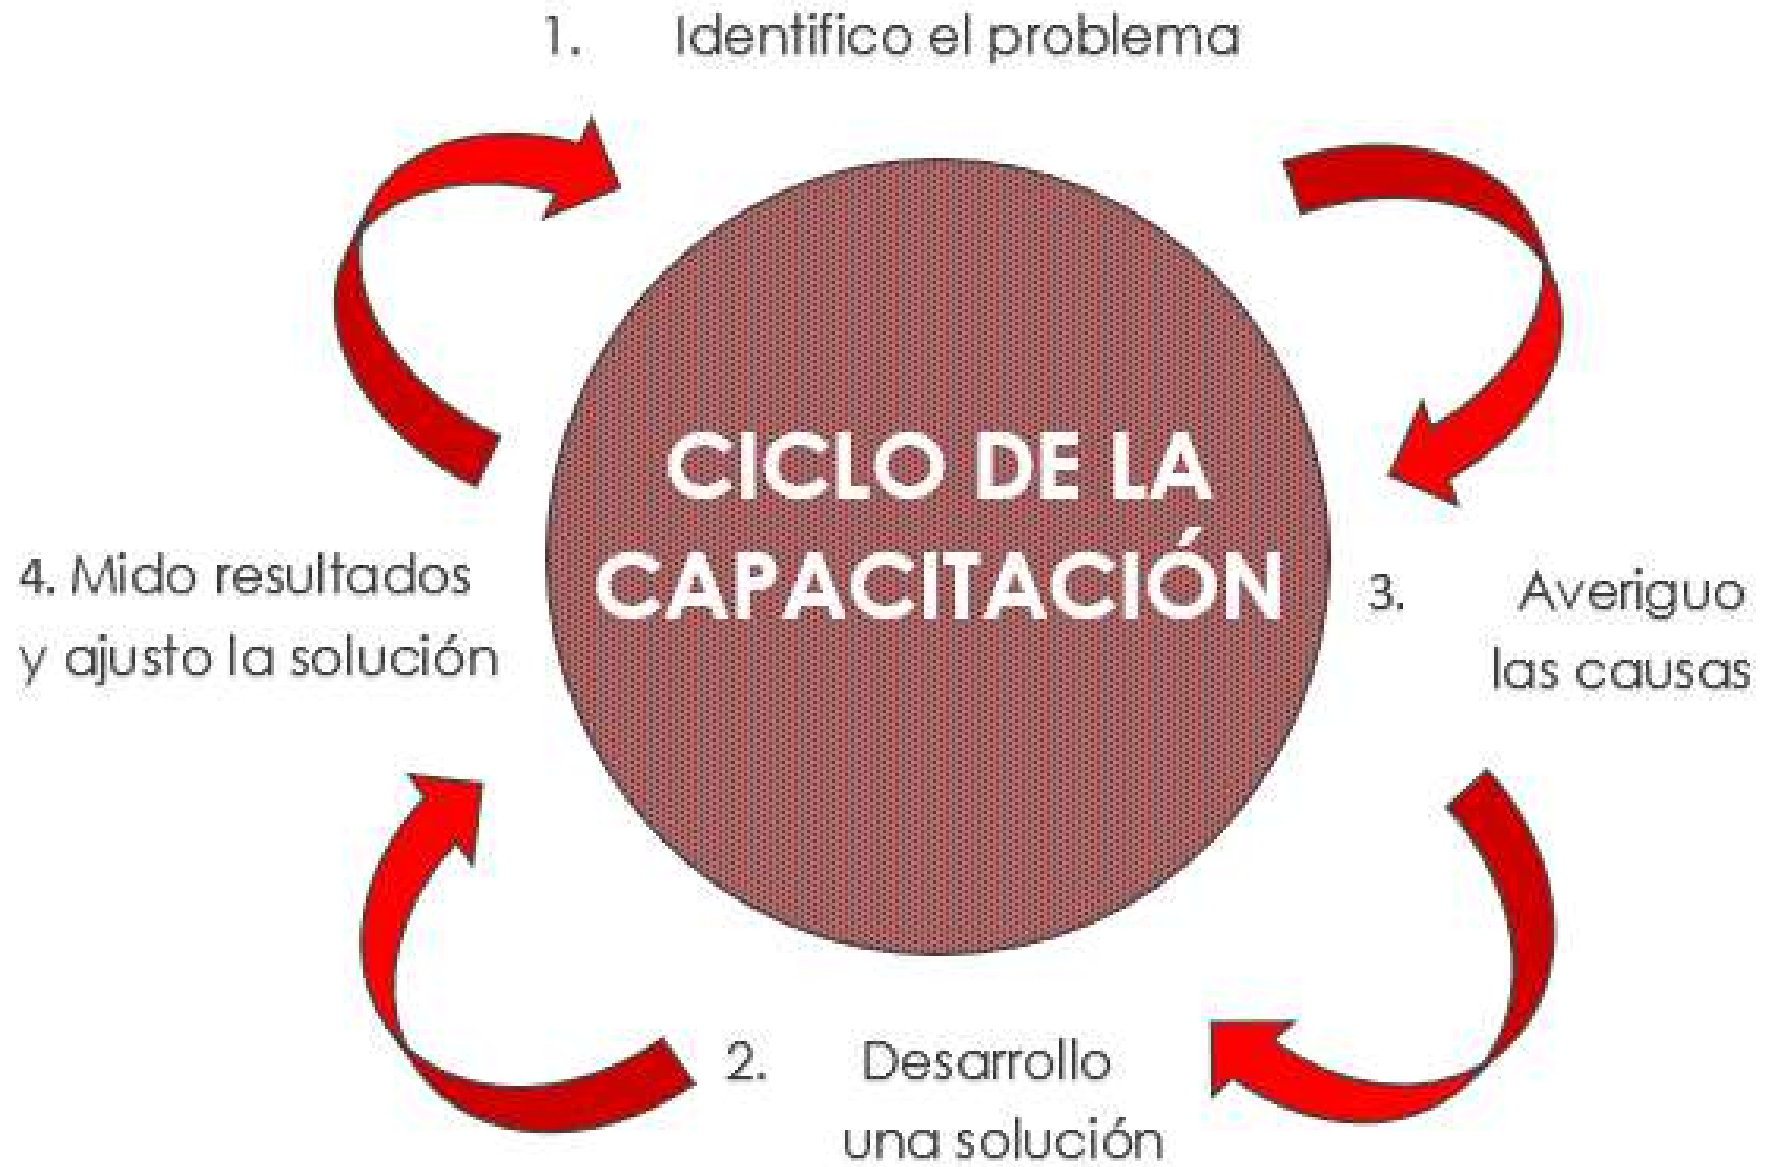 1. Identifico el problema
CICLO DE LA
CAPACITACIÓN
3. Averiguo
las causas
2. Desarrollo
una solución
4. Mido resultados
y ajusto la solución